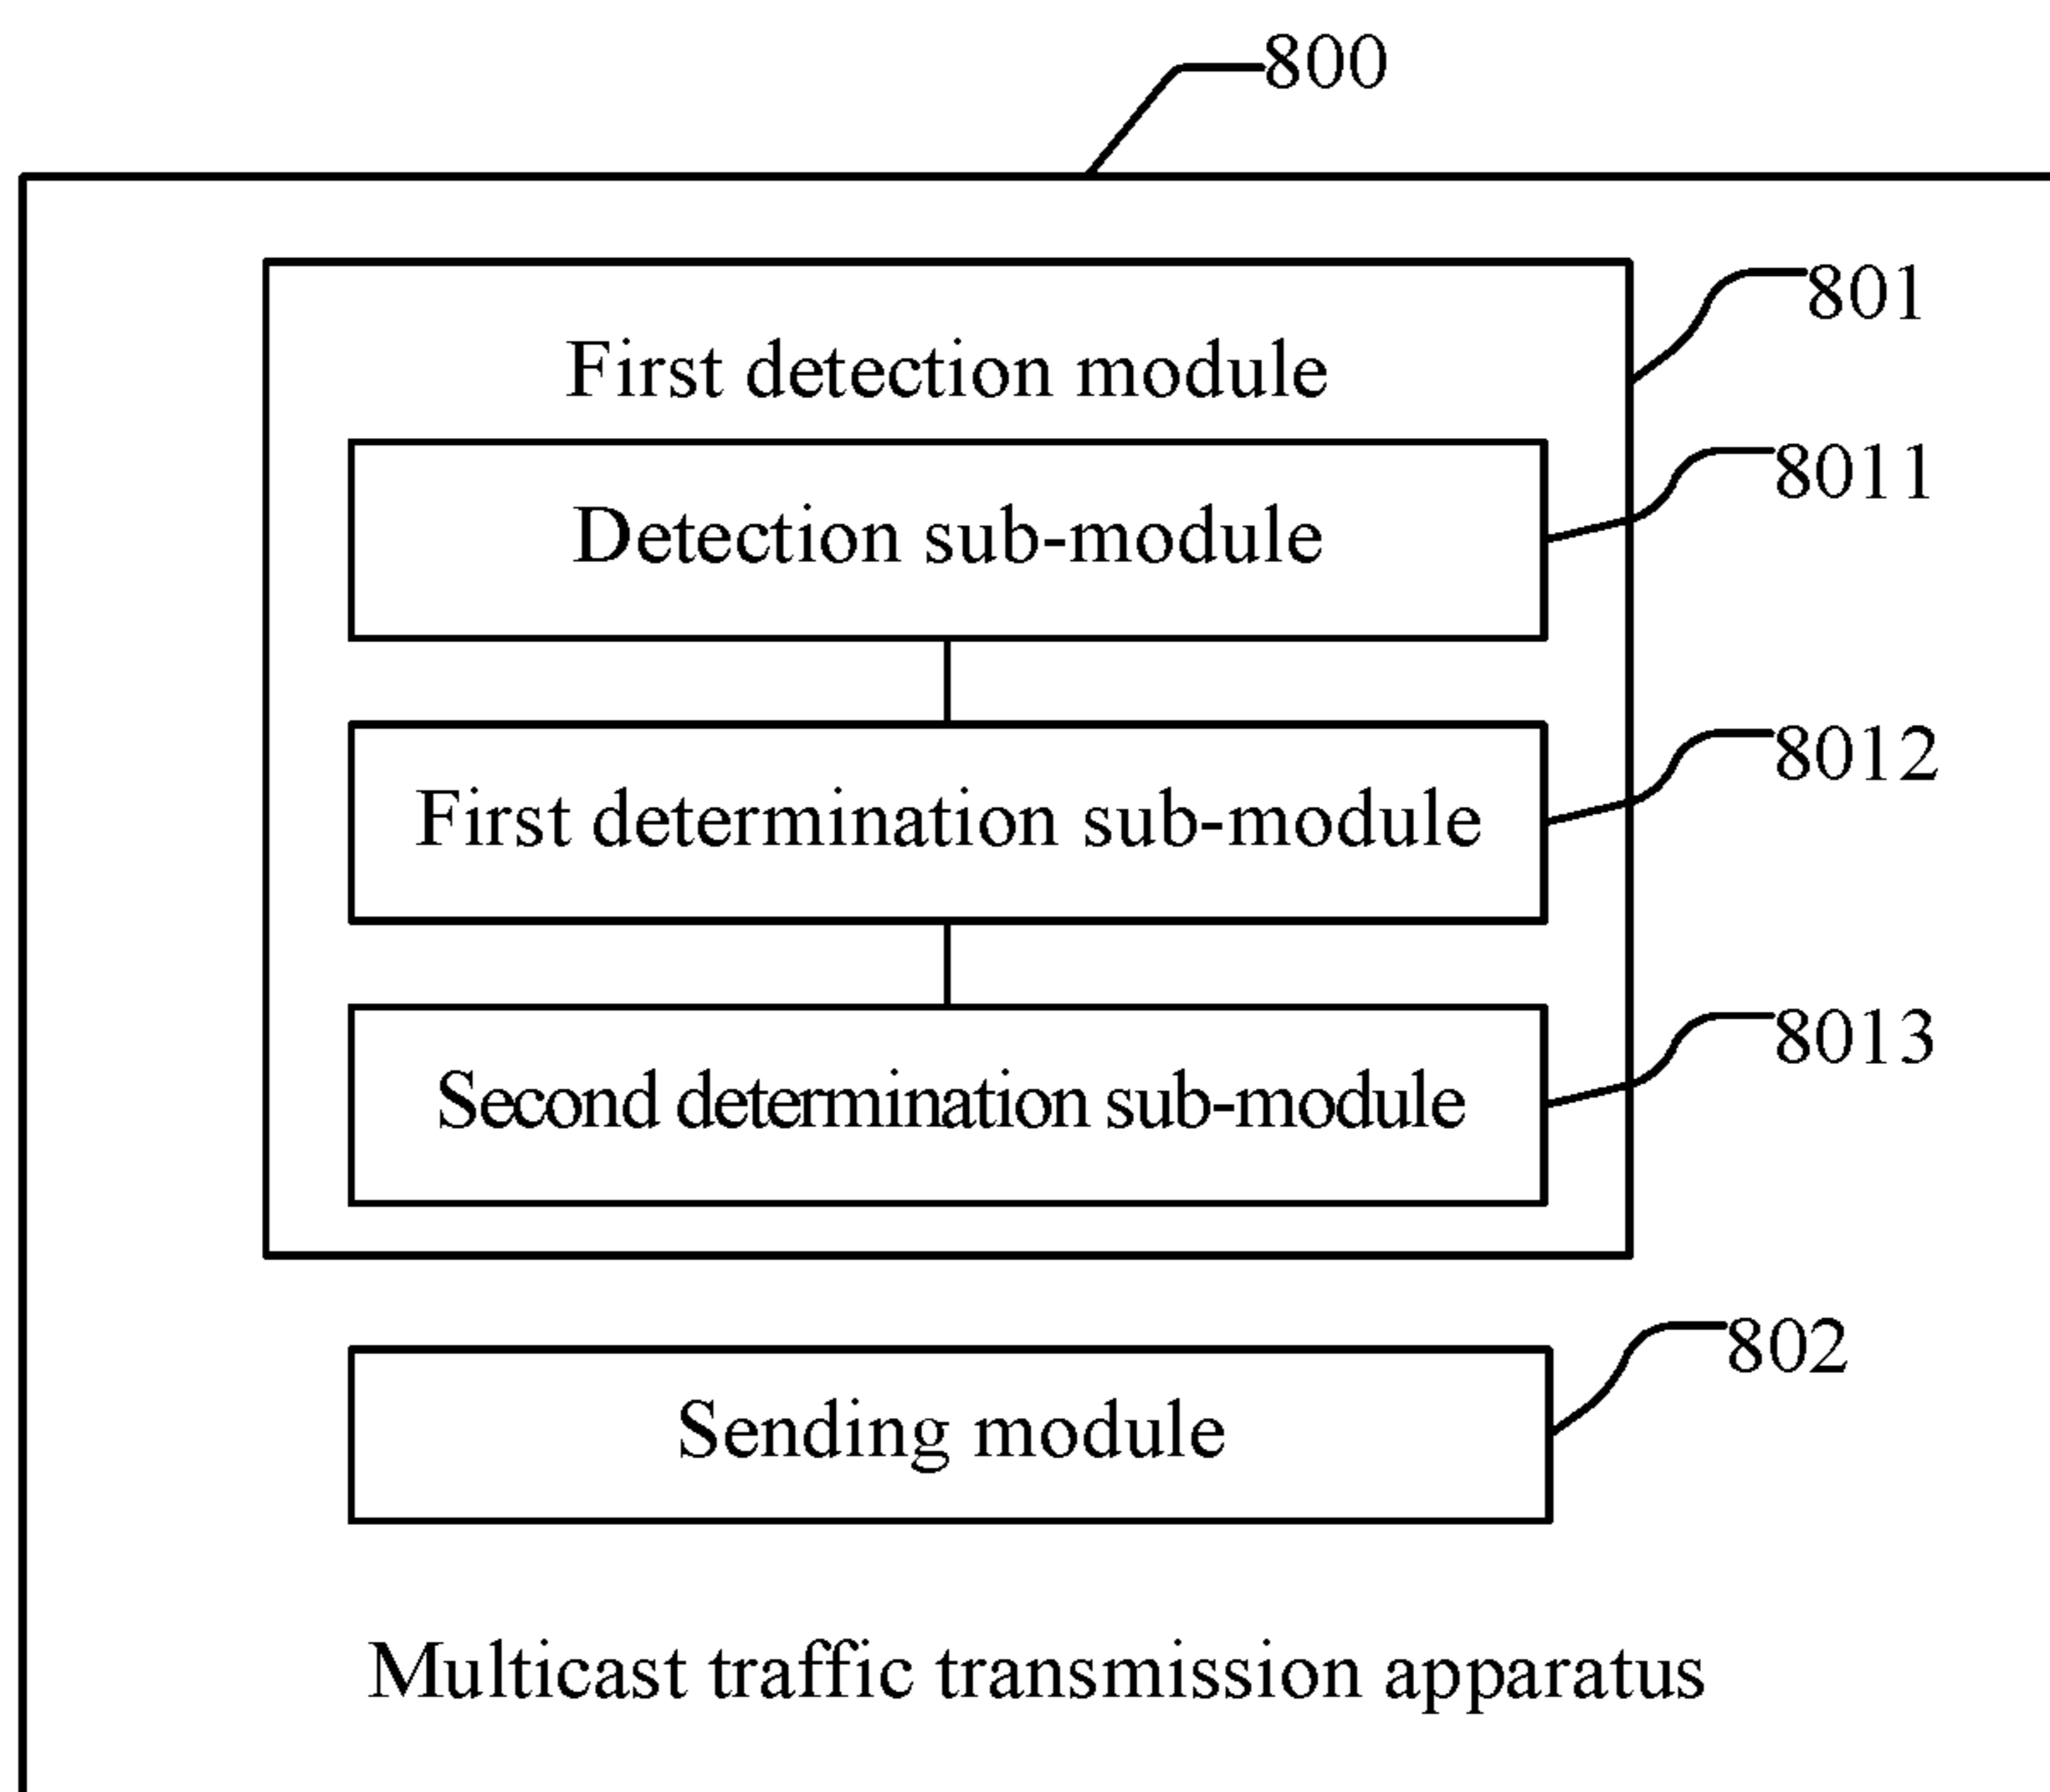 800
801
First detection module
8011
Detection sub-module
8012
First determination sub-module
8013
Second determination sub-module
802
Sending module
Multicast traffic transmission apparatus